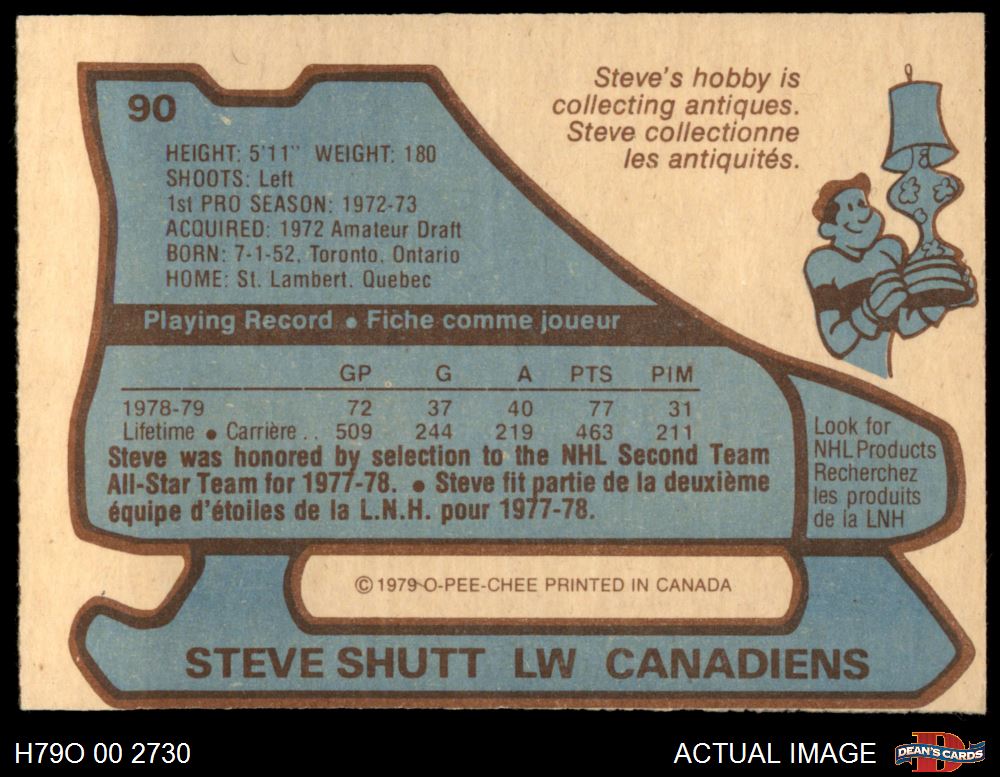 90
Steve's hobby is
collecting antiques.
Steve collectionne
les antiquités.
HEIGHT: 5'11" WEIGHT: 180
SHOOTS: Left
1st PRO SEASON: 1972-73
ACQUIRED: 1972 Amateur Draft
BORN: 7-1-52, Toronto, Ontario
HOME: St. Lambert, Quebec
Playing Record • Fiche comme joueur
GP G A PTS PIM
1978-79 72 37 40 77 31
Lifetime • Carrière .. 509 244 219 463 211
Steve was honored by selection to the NHL Second Team
All-Star Team for 1977-78. • Steve fit partie de la deuxième
équipe d'étoiles de la L.N.H. pour 1977-78.
Look for
NHL Products
Recherchez
les produits
de la LNH
© 1979 O-PEE-CHEE PRINTED IN CANADA
STEVE SHUTT LW CANADIENS
H79O 00 2730
ACTUAL IMAGE
DEAN'S CARDS